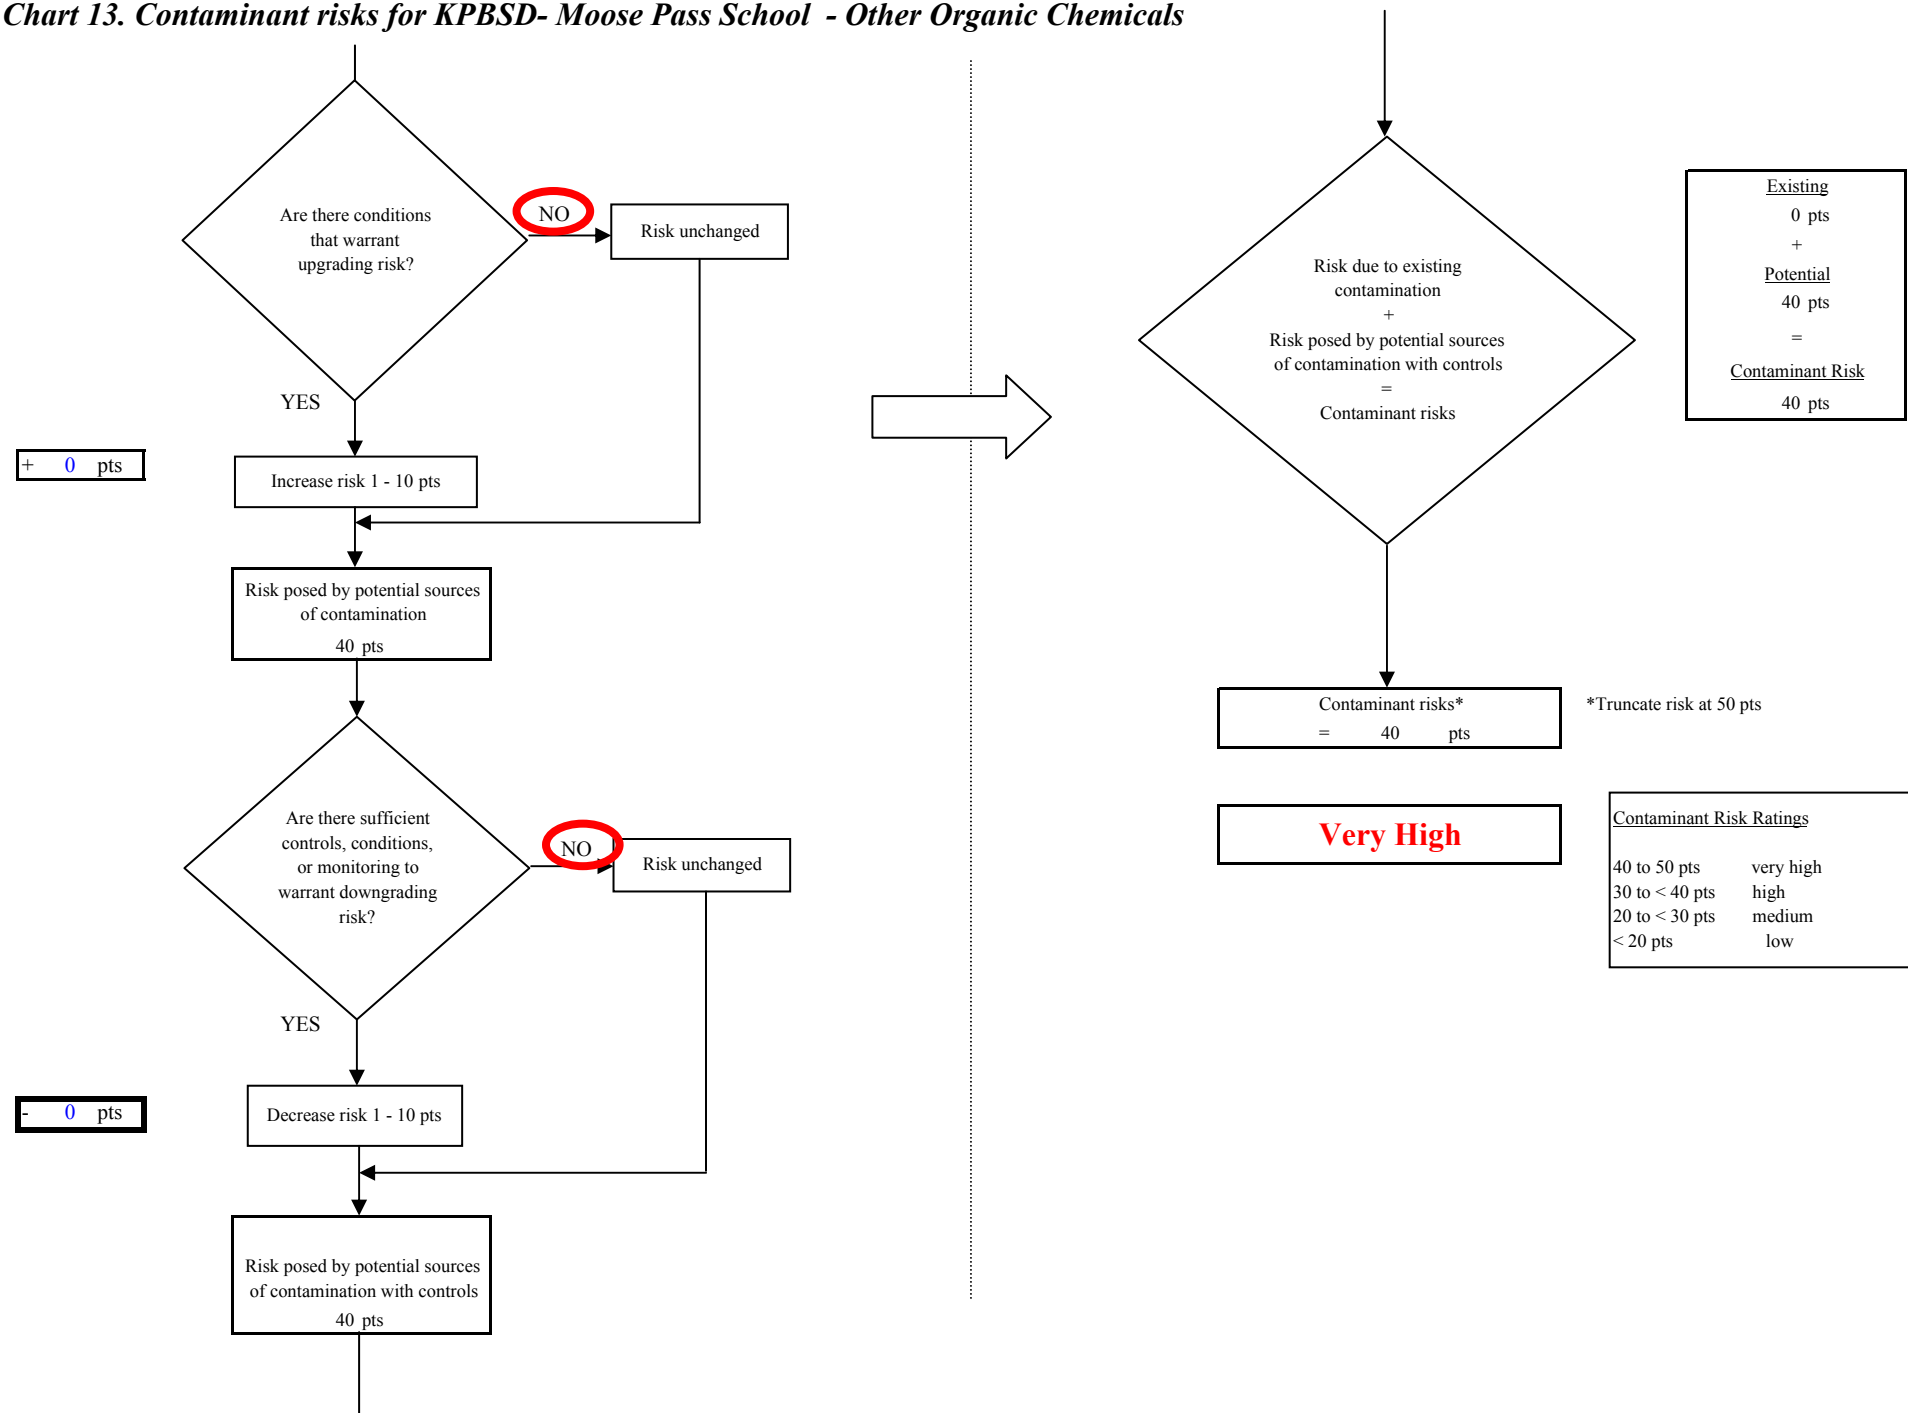 Chart 13. Contaminant risks for KPBSD- Moose Pass School - Other Organic Chemicals
Are there conditions
that warrant
upgrading risk?
NO
Risk unchanged
YES
+ 0 pts
Increase risk 1 - 10 pts
Risk posed by potential sources
of contamination
40 pts
Are there sufficient
controls, conditions,
or monitoring to
warrant downgrading
risk?
NO
Risk unchanged
YES
- 0 pts
Decrease risk 1 - 10 pts
Risk posed by potential sources
of contamination with controls
40 pts
Risk due to existing
contamination
+
Risk posed by potential sources
of contamination with controls
=
Contaminant risks
Existing
0 pts
+
Potential
40 pts
=
Contaminant Risk
40 pts
Contaminant risks*
= 40 pts
*Truncate risk at 50 pts
Very High
Contaminant Risk Ratings
40 to 50 pts very high
30 to < 40 pts high
20 to < 30 pts medium
< 20 pts low